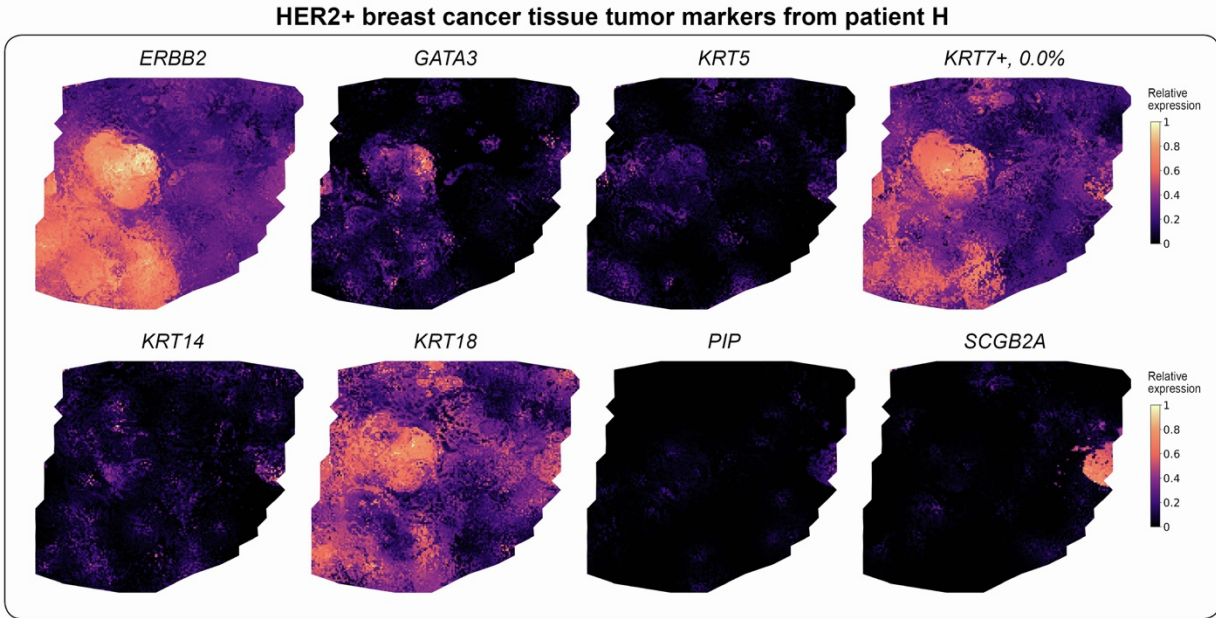 HER2+ breast cancer tissue tumor markers from patient H
ERBB2
GATA3
KRT5
KRT7+, 0.0%
Relative
expression
1
0.8
0.6
0.4
0.2
0
KRT14
KRT18
PIP
SCGB2A
Relative
expression
1
0.8
0.6
0.4
0.2
0